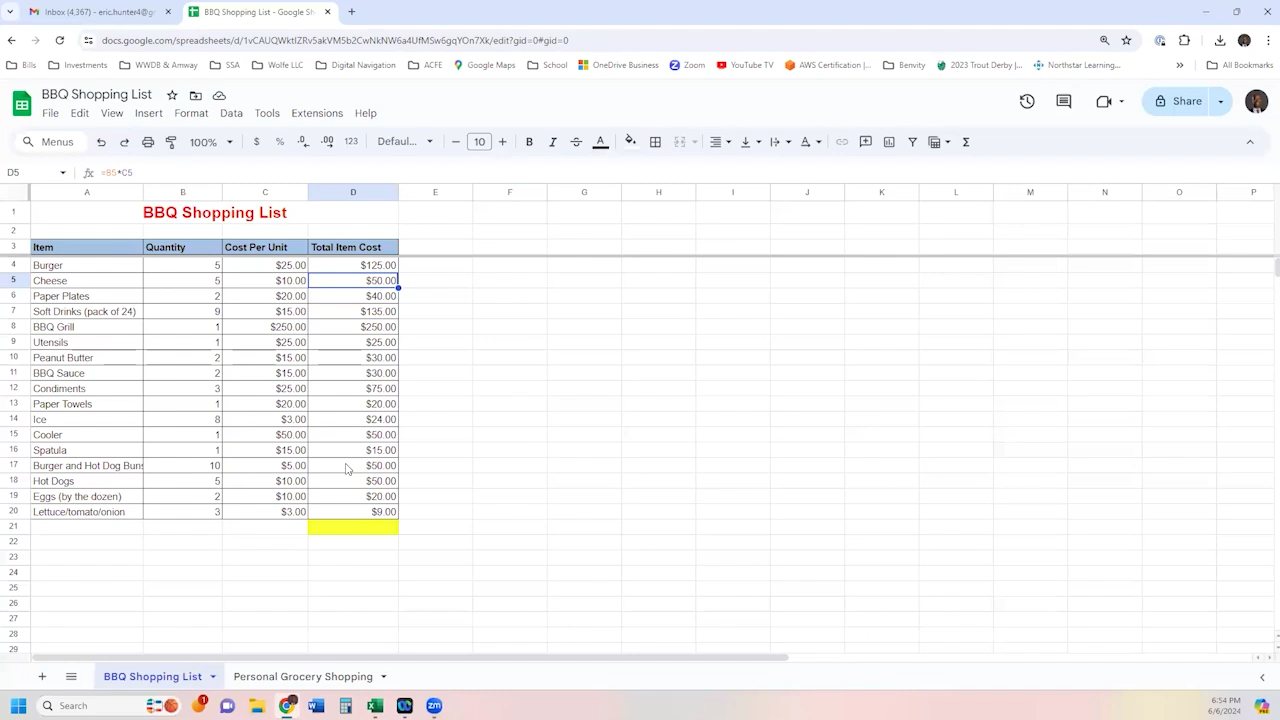 Inbox (4,367) - eric.hunter4@gr
BBQ Shopping List - Google Sh
docs.google.com/spreadsheets/d/1vCAUQWktIZRv5akVM5b2CwNkNW6a4UfMSw6gqYOn7Xk/edit?gid=0#gid=0
Bills
Investments
WWDB & Amway
SSA
Wolfe LLC
Digital Navigation
ACFE
Google Maps
School
OneDrive Business
Zoom
YouTube TV
AWS Certification |...
Benvity
2023 Trout Derby |...
Northstar Learning...
All Bookmarks
BBQ Shopping List
File Edit View Insert Format Data Tools Extensions Help
Share
Menus 100% $ % .0 .00 123 Defaul... 10 B I A
D5 fx =B5*C5
A B C D E F G H I J K L M N O P
1 BBQ Shopping List
2
3 Item Quantity Cost Per Unit Total Item Cost
4 Burger 5 $25.00 $125.00
5 Cheese 5 $10.00 $50.00
6 Paper Plates 2 $20.00 $40.00
7 Soft Drinks (pack of 24) 9 $15.00 $135.00
8 BBQ Grill 1 $250.00 $250.00
9 Utensils 1 $25.00 $25.00
10 Peanut Butter 2 $15.00 $30.00
11 BBQ Sauce 2 $15.00 $30.00
12 Condiments 3 $25.00 $75.00
13 Paper Towels 1 $20.00 $20.00
14 Ice 8 $3.00 $24.00
15 Cooler 1 $50.00 $50.00
16 Spatula 1 $15.00 $15.00
17 Burger and Hot Dog Buns 10 $5.00 $50.00
18 Hot Dogs 5 $10.00 $50.00
19 Eggs (by the dozen) 2 $10.00 $20.00
20 Lettuce/tomato/onion 3 $3.00 $9.00
21
22
23
24
25
26
27
28
29
BBQ Shopping List
Personal Grocery Shopping
Search
6:54 PM
6/6/2024